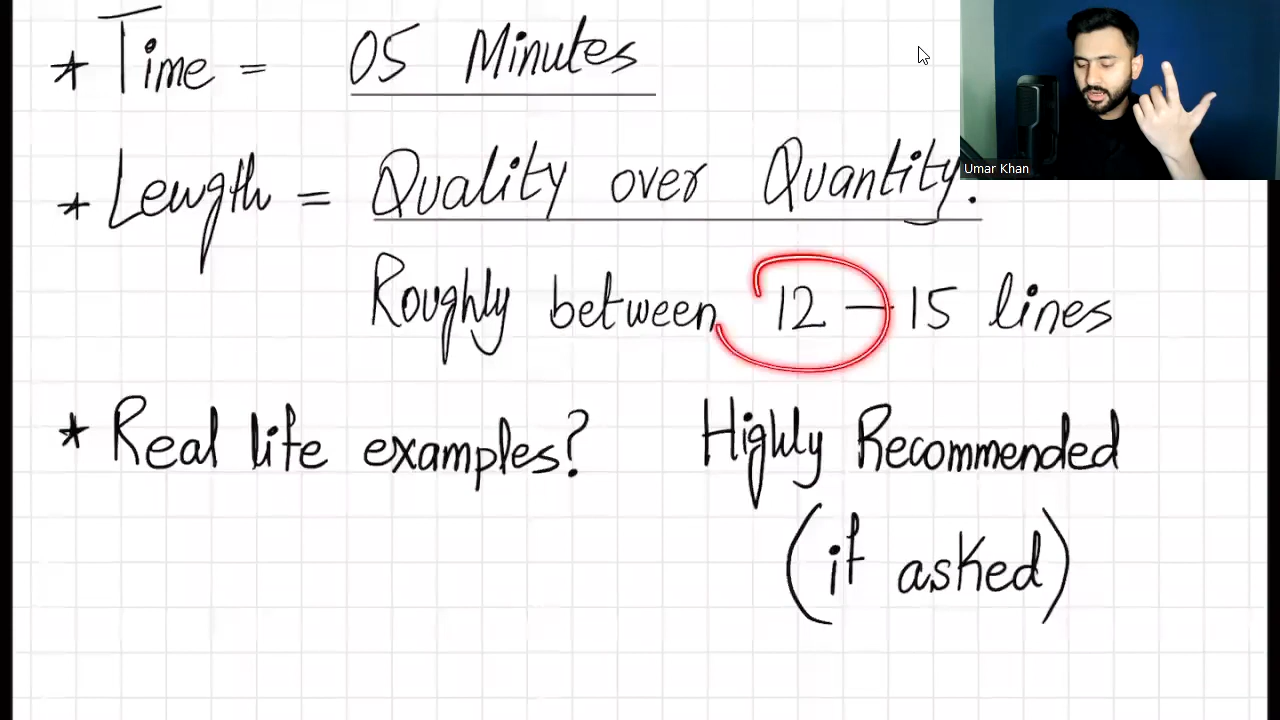 * Time = 05 Minutes
Umar Khan
* Length = Quality over Quantity.
Roughly between 12 – 15 lines
* Real life examples? Highly Recommended
(if asked)